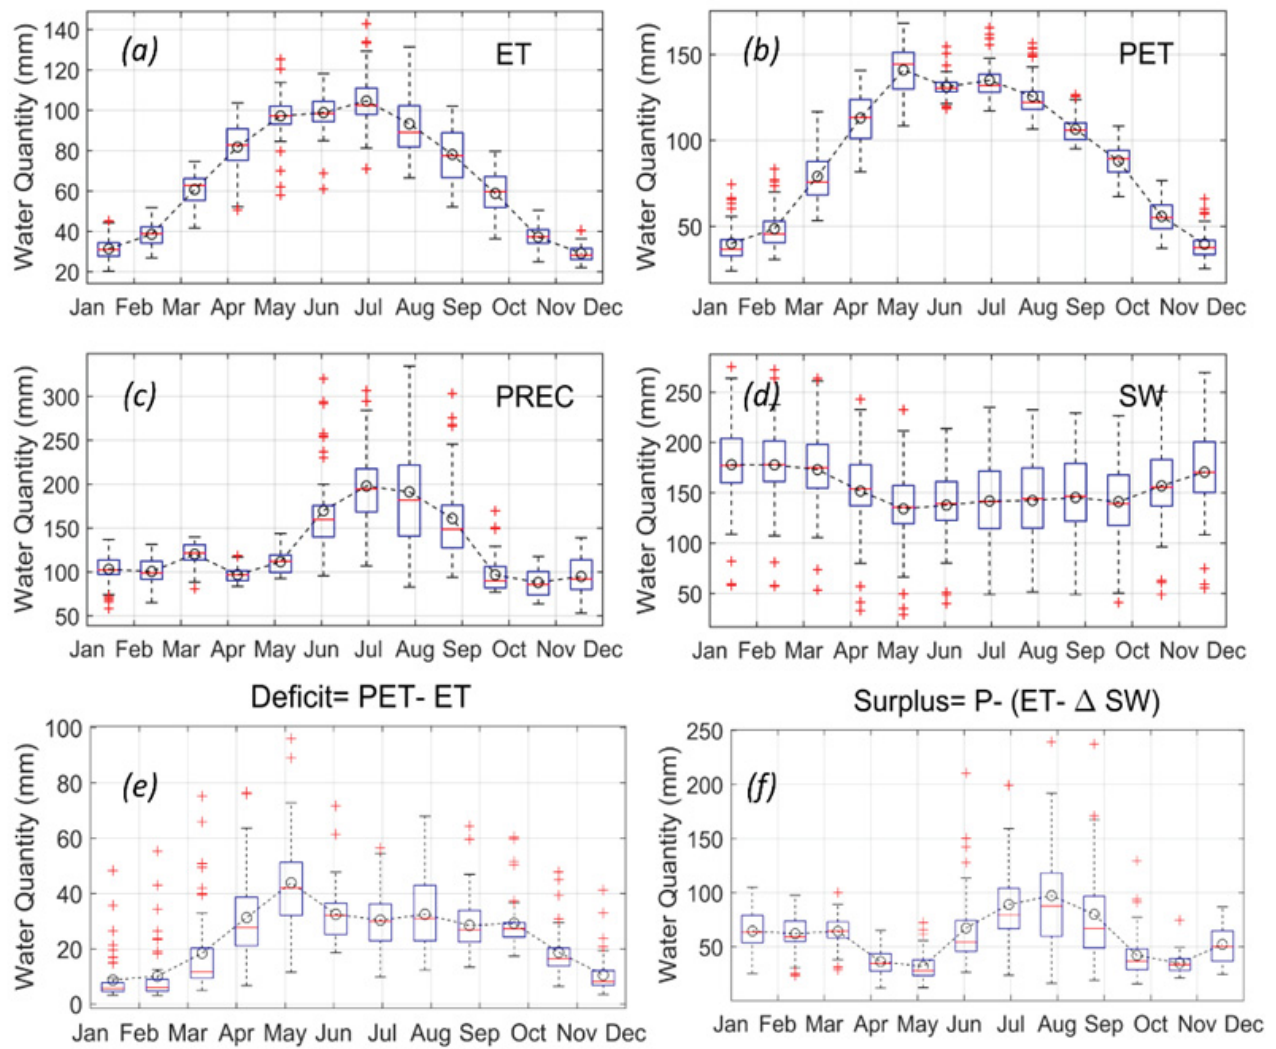 (a) ET
Water Quantity (mm)
140
120
100
80
60
40
20
Jan Feb Mar Apr May Jun Jul Aug Sep Oct Nov Dec
(b) PET
Water Quantity (mm)
150
100
50
Jan Feb Mar Apr May Jun Jul Aug Sep Oct Nov Dec
(c) PREC
Water Quantity (mm)
300
250
200
150
100
50
Jan Feb Mar Apr May Jun Jul Aug Sep Oct Nov Dec
(d) SW
Water Quantity (mm)
250
200
150
100
50
Jan Feb Mar Apr May Jun Jul Aug Sep Oct Nov Dec
Deficit= PET- ET
(e)
Water Quantity (mm)
100
80
60
40
20
0
Jan Feb Mar Apr May Jun Jul Aug Sep Oct Nov Dec
Surplus= P- (ET- Δ SW)
(f)
Water Quantity (mm)
250
200
150
100
50
Jan Feb Mar Apr May Jun Jul Aug Sep Oct Nov Dec